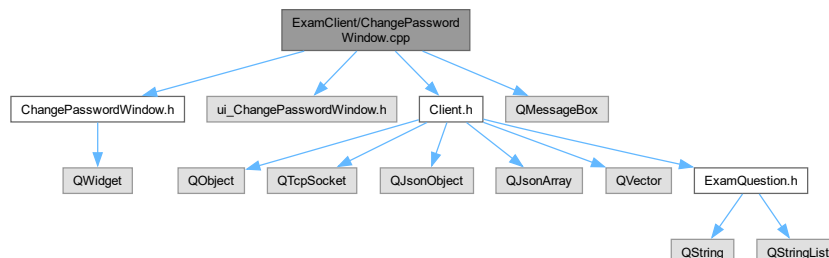 ExamClient/ChangePassword
Window.cpp
ChangePasswordWindow.h
ui_ChangePasswordWindow.h
Client.h
QMessageBox
QWidget
QObject
QTcpSocket
QJsonObject
QJsonArray
QVector
ExamQuestion.h
QString
QStringList